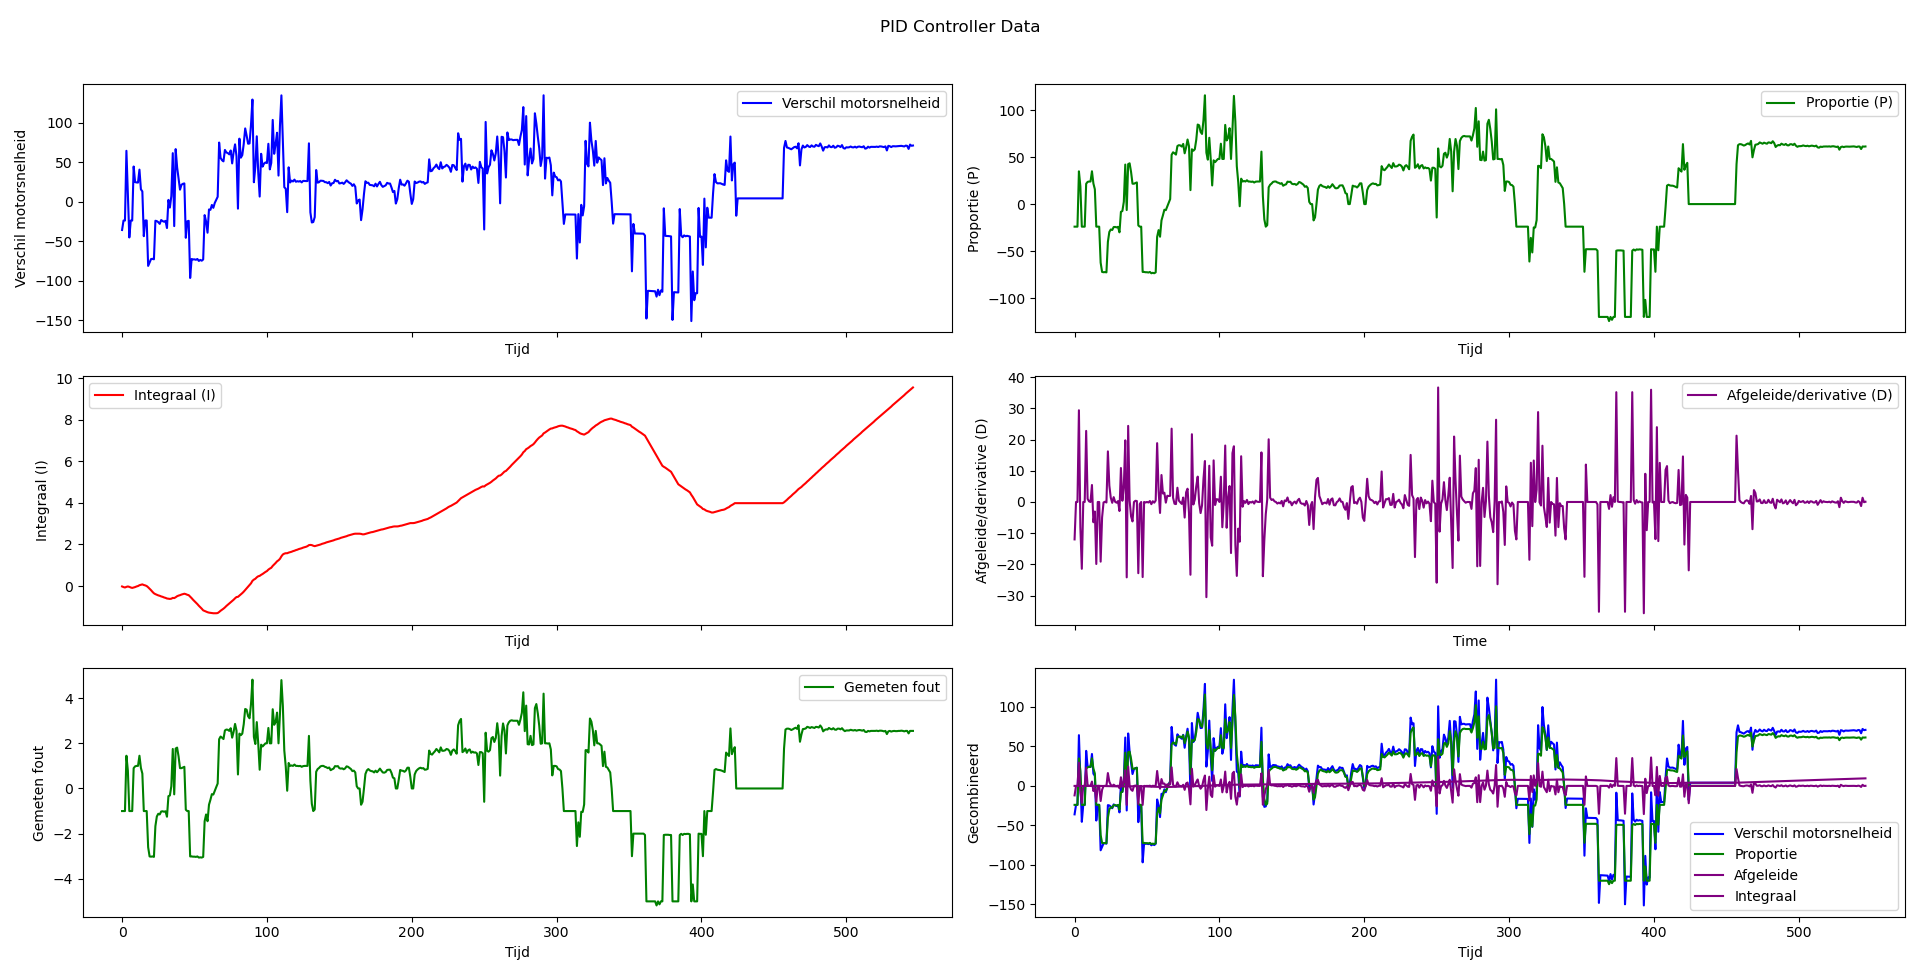 PID Controller Data
Verschil motorsnelheid
100
50
0
−50
−100
−150
Verschil motorsnelheid
Tijd
Proportie (P)
100
50
0
−50
−100
Proportie (P)
Tijd
Integraal (I)
10
8
6
4
2
0
Integraal (I)
Tijd
Afgeleide/derivative (D)
40
30
20
10
0
−10
−20
−30
Afgeleide/derivative (D)
Time
Gemeten fout
4
2
0
−2
−4
Gemeten fout
0 100 200 300 400 500
Tijd
Gecombineerd
100
50
0
−50
−100
−150
Verschil motorsnelheid
Proportie
Afgeleide
Integraal
0 100 200 300 400 500
Tijd